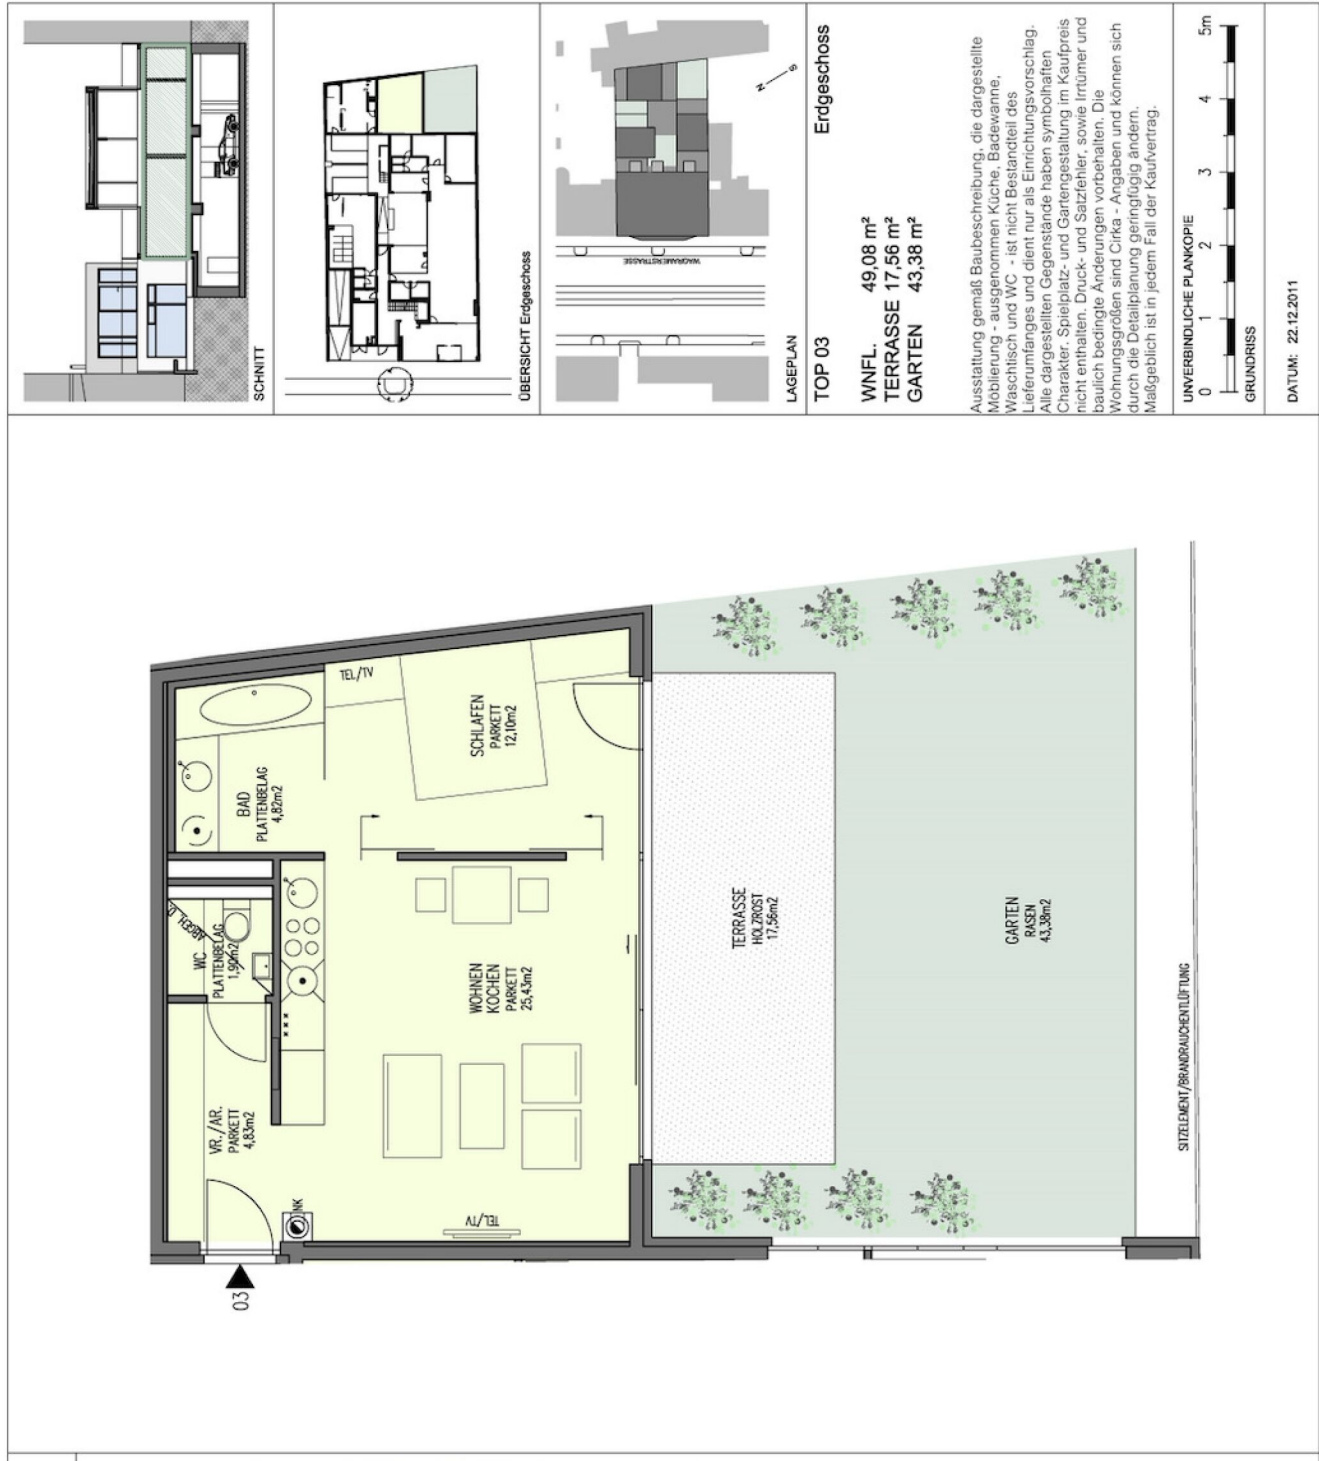 SCHNITT
ÜBERSICHT Erdgeschoss
WAGRAMERSTRASSE
N
S
LAGEPLAN
TOP 03 Erdgeschoss
WNFL. 49,08 m²
TERRASSE 17,56 m²
GARTEN 43,38 m²
Ausstattung gemäß Baubeschreibung, die dargestellte
Möblierung - ausgenommen Küche, Badewanne,
Waschtisch und WC - ist nicht Bestandteil des
Lieferumfanges und dient nur als Einrichtungsvorschlag.
Alle dargestellten Gegenstände haben symbolhaften
Charakter. Spielplatz- und Gartengestaltung im Kaufpreis
nicht enthalten. Druck- und Satzfehler, sowie Irrtümer und
baulich bedingte Änderungen vorbehalten. Die
Wohnungsgrößen sind Cirka - Angaben und können sich
durch die Detailplanung geringfügig ändern.
Maßgeblich ist in jedem Fall der Kaufvertrag.
UNVERBINDLICHE PLANKOPIE
0 1 2 3 4 5m
GRUNDRISS
DATUM: 22.12.2011
TEL/TV
BAD
PLATTENBELAG
4,82m2
SCHLAFEN
PARKETT
12,10m2
ABGEH. D.
WC
PLATTENBELAG
1,90m2
WOHNEN
KOCHEN
PARKETT
25,43m2
VR./AR.
PARKETT
4,83m2
NK
TEL/TV
03
TERRASSE
HOLZROST
17,56m2
GARTEN
RASEN
43,38m2
SITZELEMENT/BRANDRAUCHENTLÜFTUNG